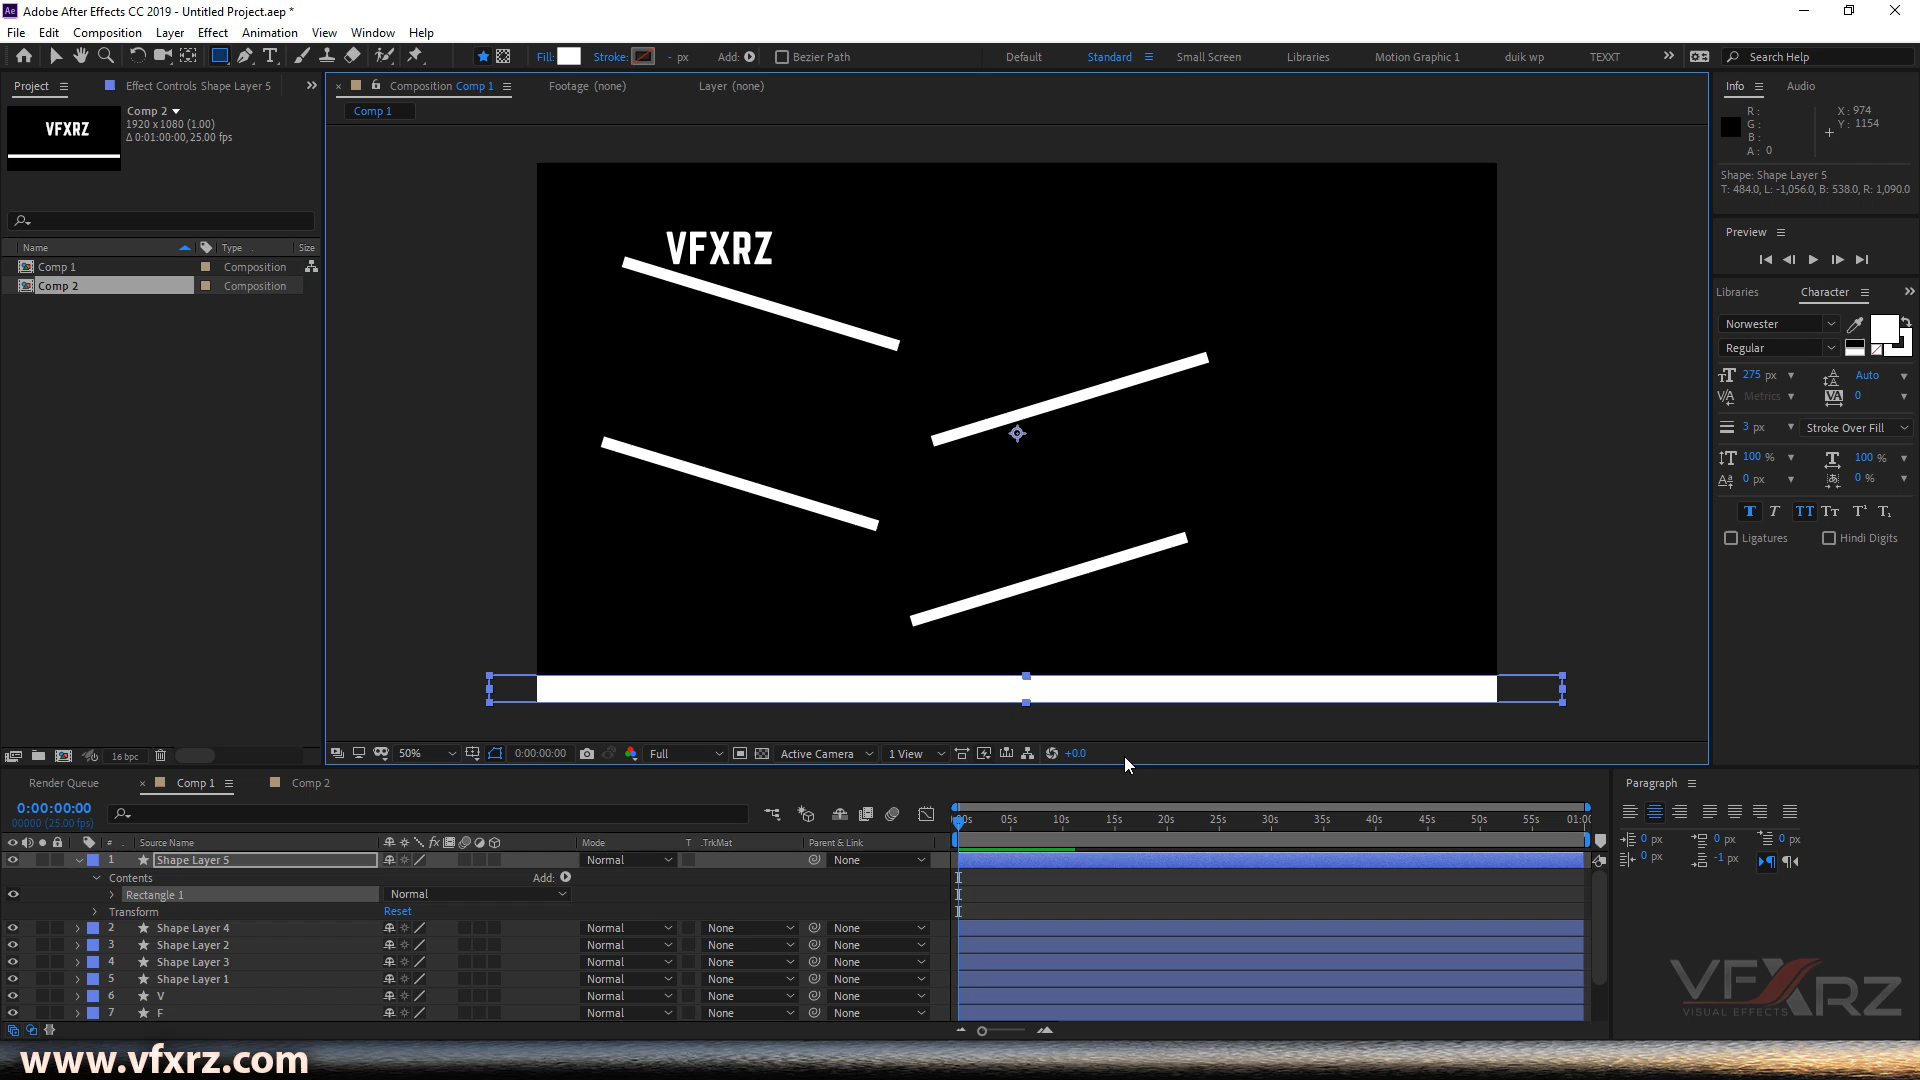 Adobe After Effects CC 2019 - Untitled Project.aep *
File Edit Composition Layer Effect Animation View Window Help
Fill: Stroke: - px Add: Bezier Path Default Standard Small Screen Libraries Motion Graphic 1 duik wp TEXXT Search Help
Project Effect Controls Shape Layer 5
Composition Comp 1 Footage (none) Layer (none)
Info Audio
Comp 1
VFXRZ
Comp 2
1920 x 1080 (1.00)
Δ 0:01:00:00, 25.00 fps
R:
G:
B:
A: 0
X: 974
Y: 1154
Shape: Shape Layer 5
T: 484.0, L: -1,056.0, B: 538.0, R: 1,090.0
Preview
Name Type Size
Comp 1 Composition
Comp 2 Composition
VFXRZ
Libraries Character
Norwester
Regular
275 px Auto
Metrics 0
3 px Stroke Over Fill
100 % 100 %
0 px 0 %
T T TT Tt T¹ T₁
Ligatures Hindi Digits
16 bpc
50% 0:00:00:00 Full Active Camera 1 View +0.0
Render Queue Comp 1 Comp 2
0:00:00:00
00000 (25.00 fps)
:00s 05s 10s 15s 20s 25s 30s 35s 40s 45s 50s 55s 01:00
# Source Name Mode T .TrkMat Parent & Link
1 Shape Layer 5 Normal None
Contents Add:
Rectangle 1 Normal
Transform Reset
2 Shape Layer 4 Normal None None
3 Shape Layer 2 Normal None None
4 Shape Layer 3 Normal None None
5 Shape Layer 1 Normal None None
6 V Normal None None
7 F Normal None None
Paragraph
0 px 0 px 0 px
0 px -1 px
VFXRZ
VISUAL EFFECTS
www.vfxrz.com